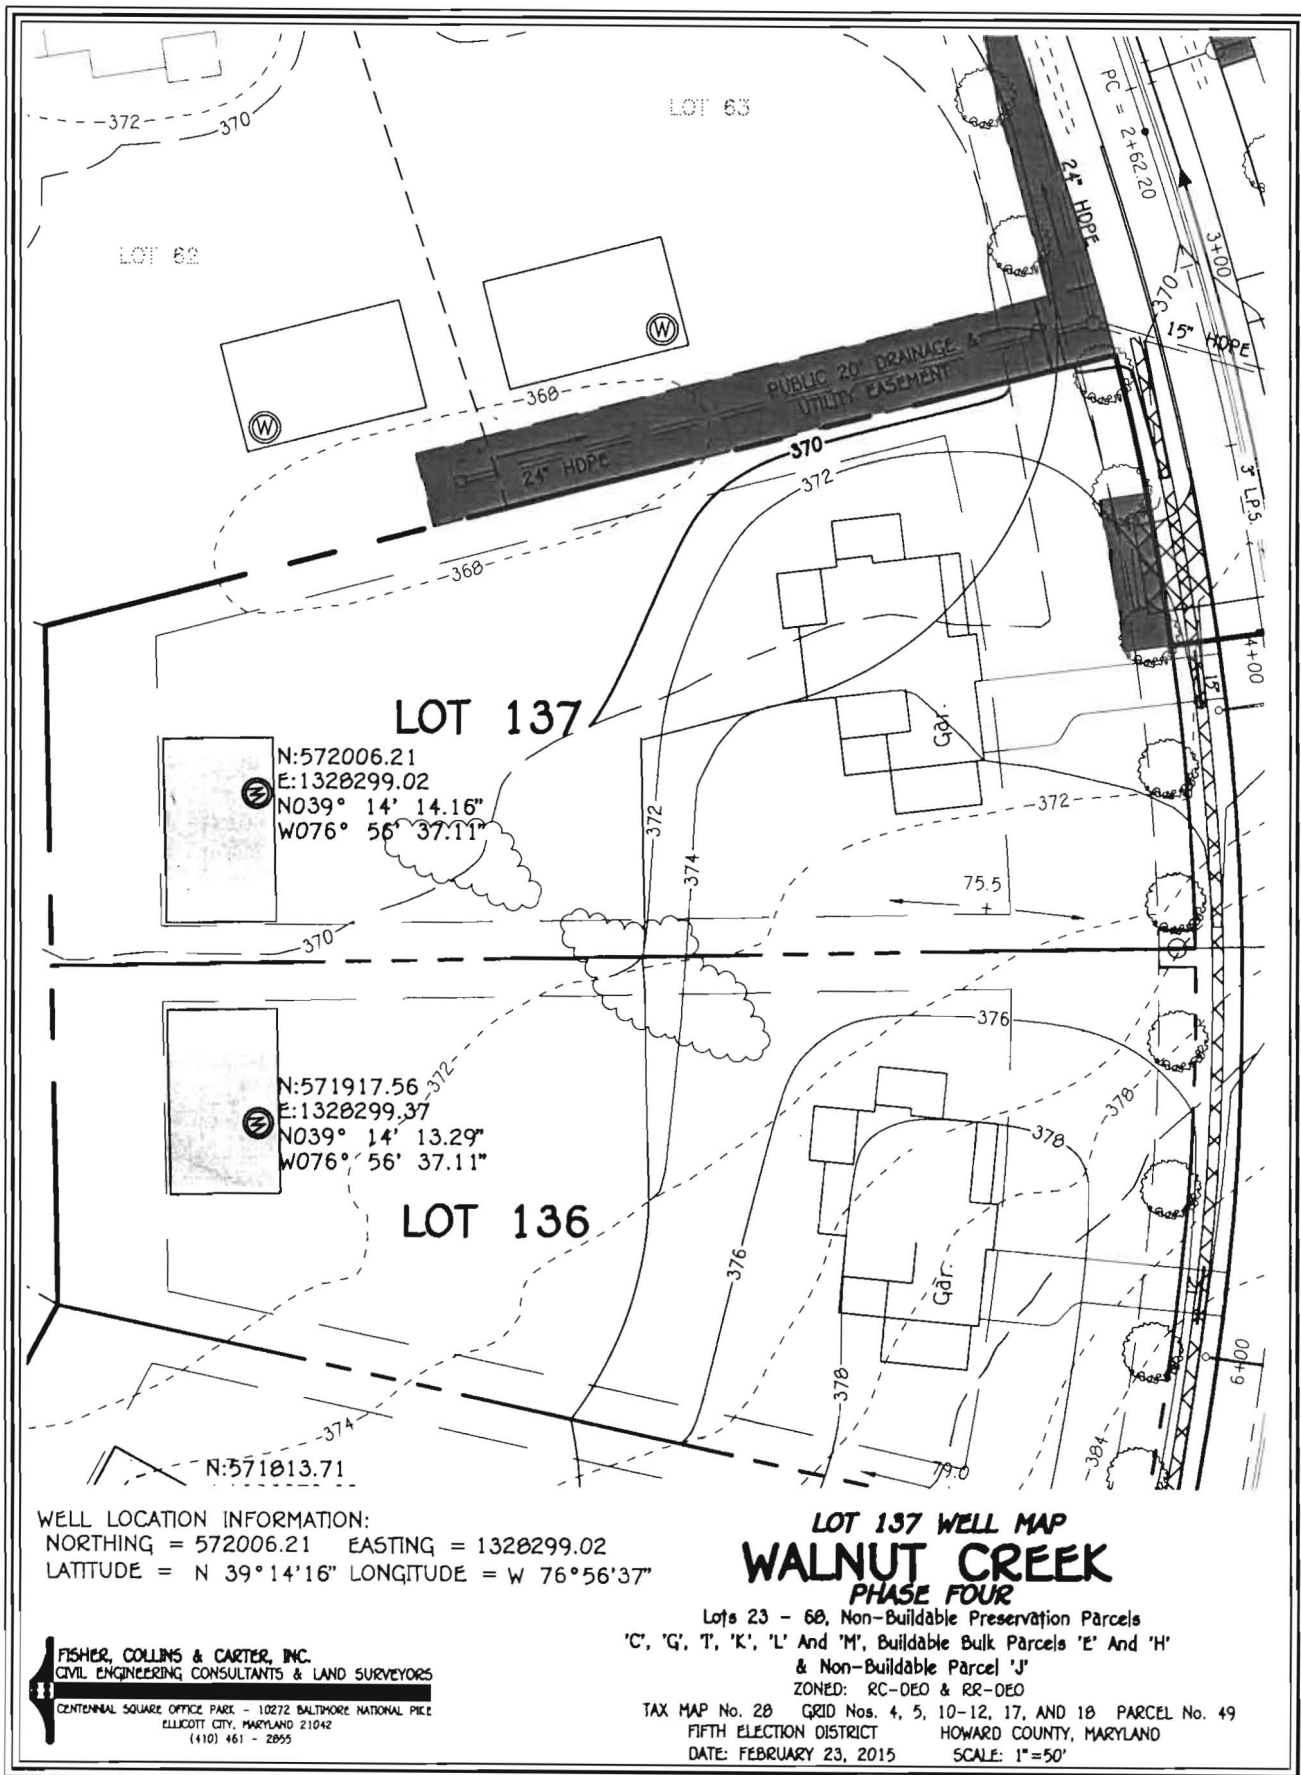 LOT 63
372
370
LOT 62
PC = 2+62.20
24" HDPE
3+00
370
15" HDPE
W
W
368
PUBLIC 20' DRAINAGE &
UTILITY EASEMENT
24" HDPE
370
372
3" L.P.S.
368
4+00
15'
LOT 137
Gar.
N:572006.21
E:1328299.02
N039° 14' 14.16"
W076° 56' 37.11"
W
372
372
374
75.5
370
376
372
N:571917.56
E:1328299.37
N039° 14' 13.29"
W076° 56' 37.11"
W
378
378
LOT 136
376
Gar.
12'
6+00
378
374
384
79.0
N:571813.71
WELL LOCATION INFORMATION:
NORTHING = 572006.21 EASTING = 1328299.02
LATITUDE = N 39°14'16" LONGITUDE = W 76°56'37"
LOT 137 WELL MAP
WALNUT CREEK
PHASE FOUR
Lots 23 - 68, Non-Buildable Preservation Parcels
'C', 'G', 'I', 'K', 'L' And 'M', Buildable Bulk Parcels 'E' And 'H'
& Non-Buildable Parcel 'J'
ZONED: RC-DEO & RR-DEO
TAX MAP No. 28 GRID Nos. 4, 5, 10-12, 17, AND 18 PARCEL No. 49
FIFTH ELECTION DISTRICT HOWARD COUNTY, MARYLAND
DATE: FEBRUARY 23, 2015 SCALE: 1"=50'
FISHER, COLLINS & CARTER, INC.
CIVIL ENGINEERING CONSULTANTS & LAND SURVEYORS
CENTENNIAL SQUARE OFFICE PARK - 10272 BALTIMORE NATIONAL PIKE
ELLICOTT CITY, MARYLAND 21042
(410) 461 - 2855